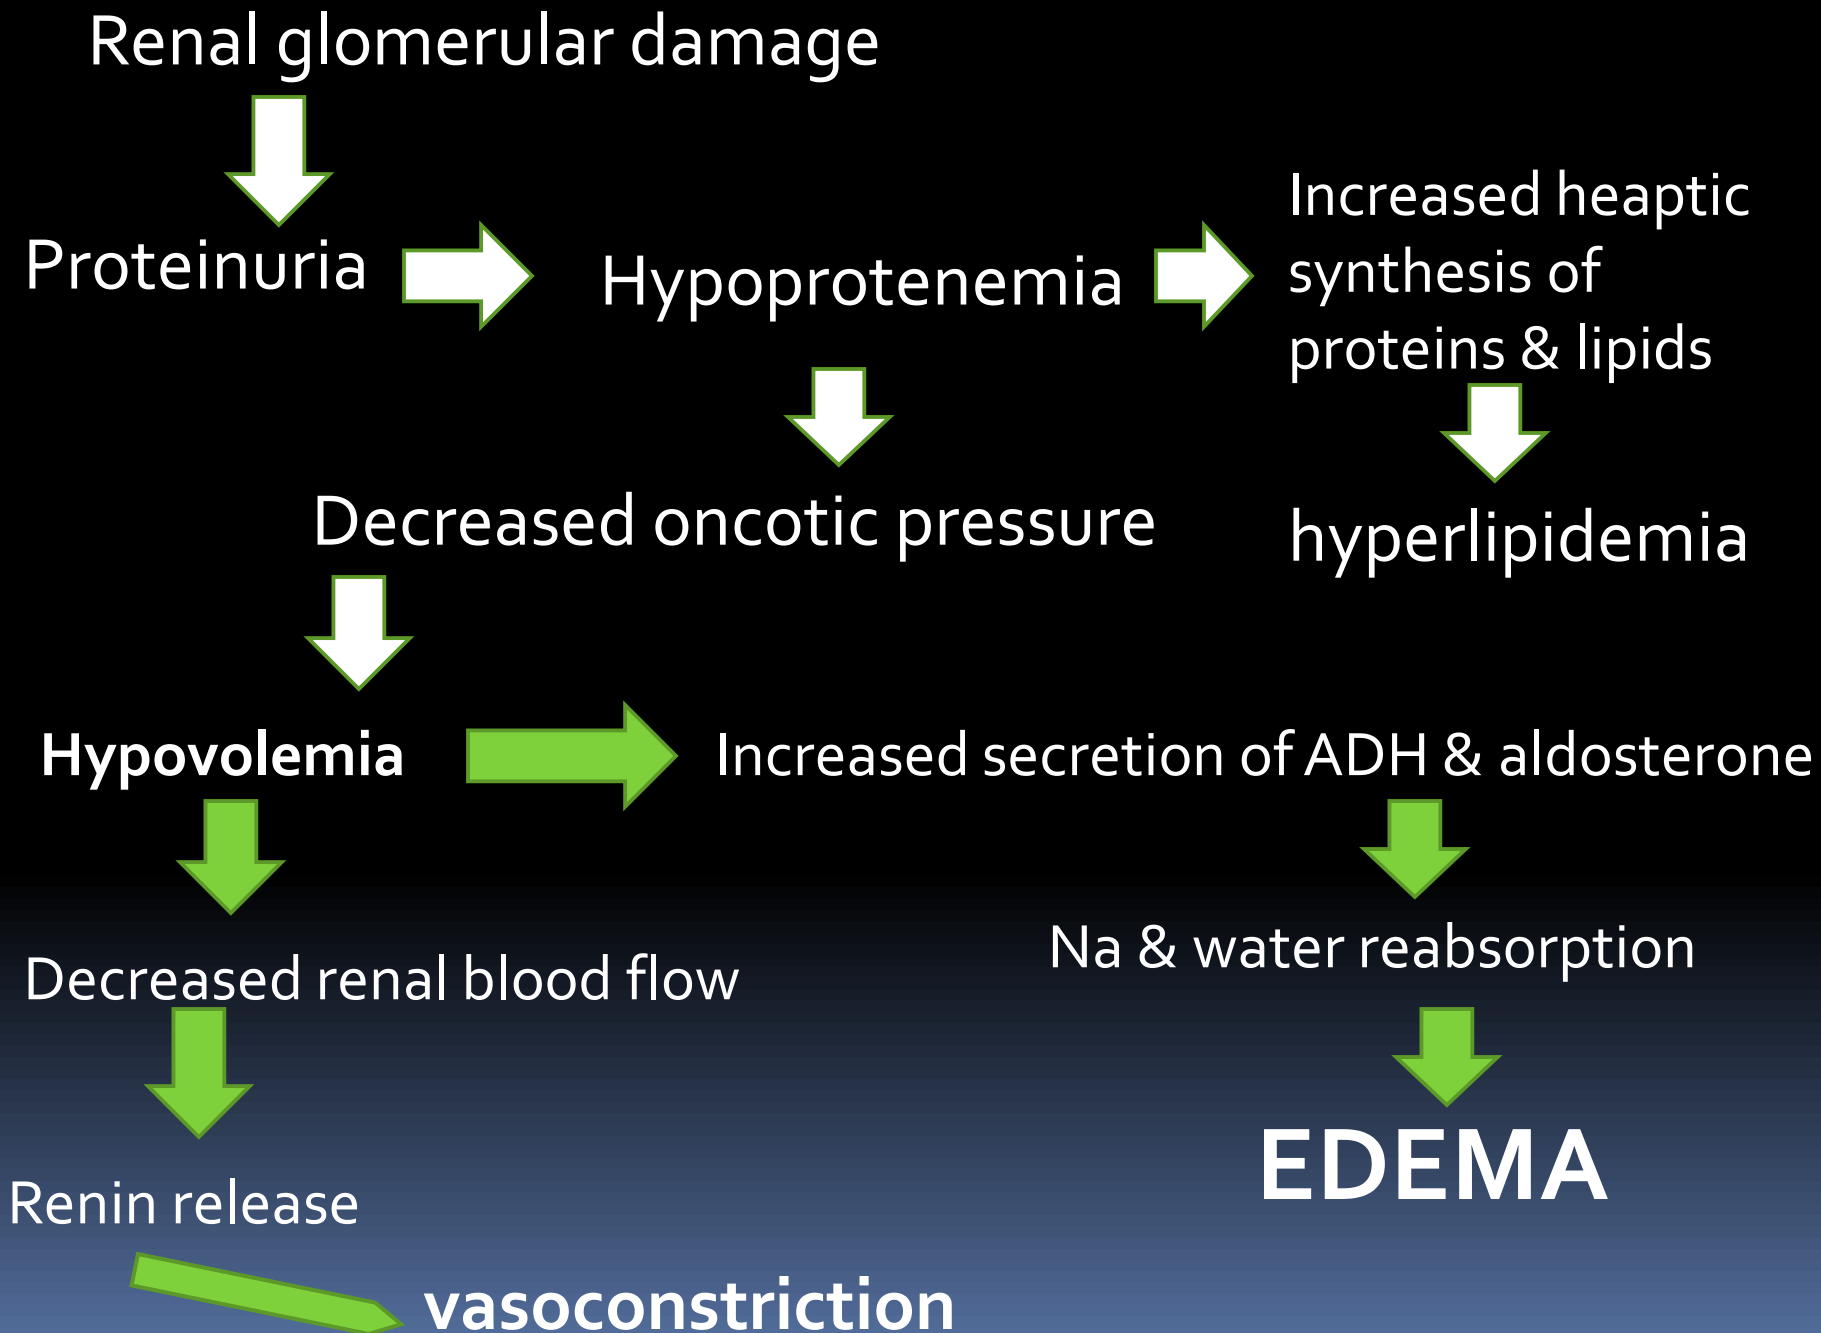 Renal glomerular damage
Proteinuria
Hypoprotenemia
Increased heaptic
synthesis of
proteins & lipids
Decreased oncotic pressure
hyperlipidemia
Hypovolemia
Increased secretion of ADH & aldosterone
Decreased renal blood flow
Na & water reabsorption
Renin release
EDEMA
vasoconstriction